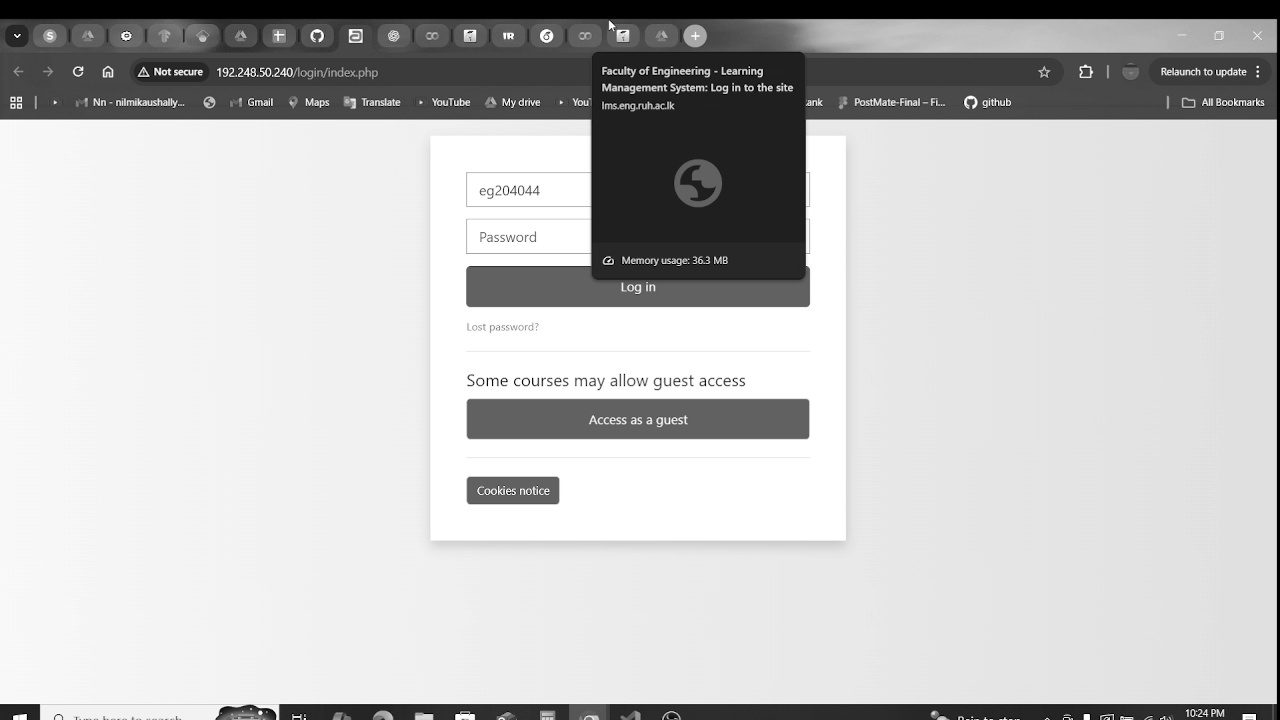 Not secure
192.248.50.240/login/index.php
Relaunch to update
Nn - nilmikaushally...
Gmail
Maps
Translate
YouTube
My drive
PostMate-Final – Fi...
github
All Bookmarks
Faculty of Engineering - Learning
Management System: Log in to the site
lms.eng.ruh.ac.lk
Memory usage: 36.3 MB
eg204044
Password
Log in
Lost password?
Some courses may allow guest access
Access as a guest
Cookies notice
Type here to search
10:24 PM